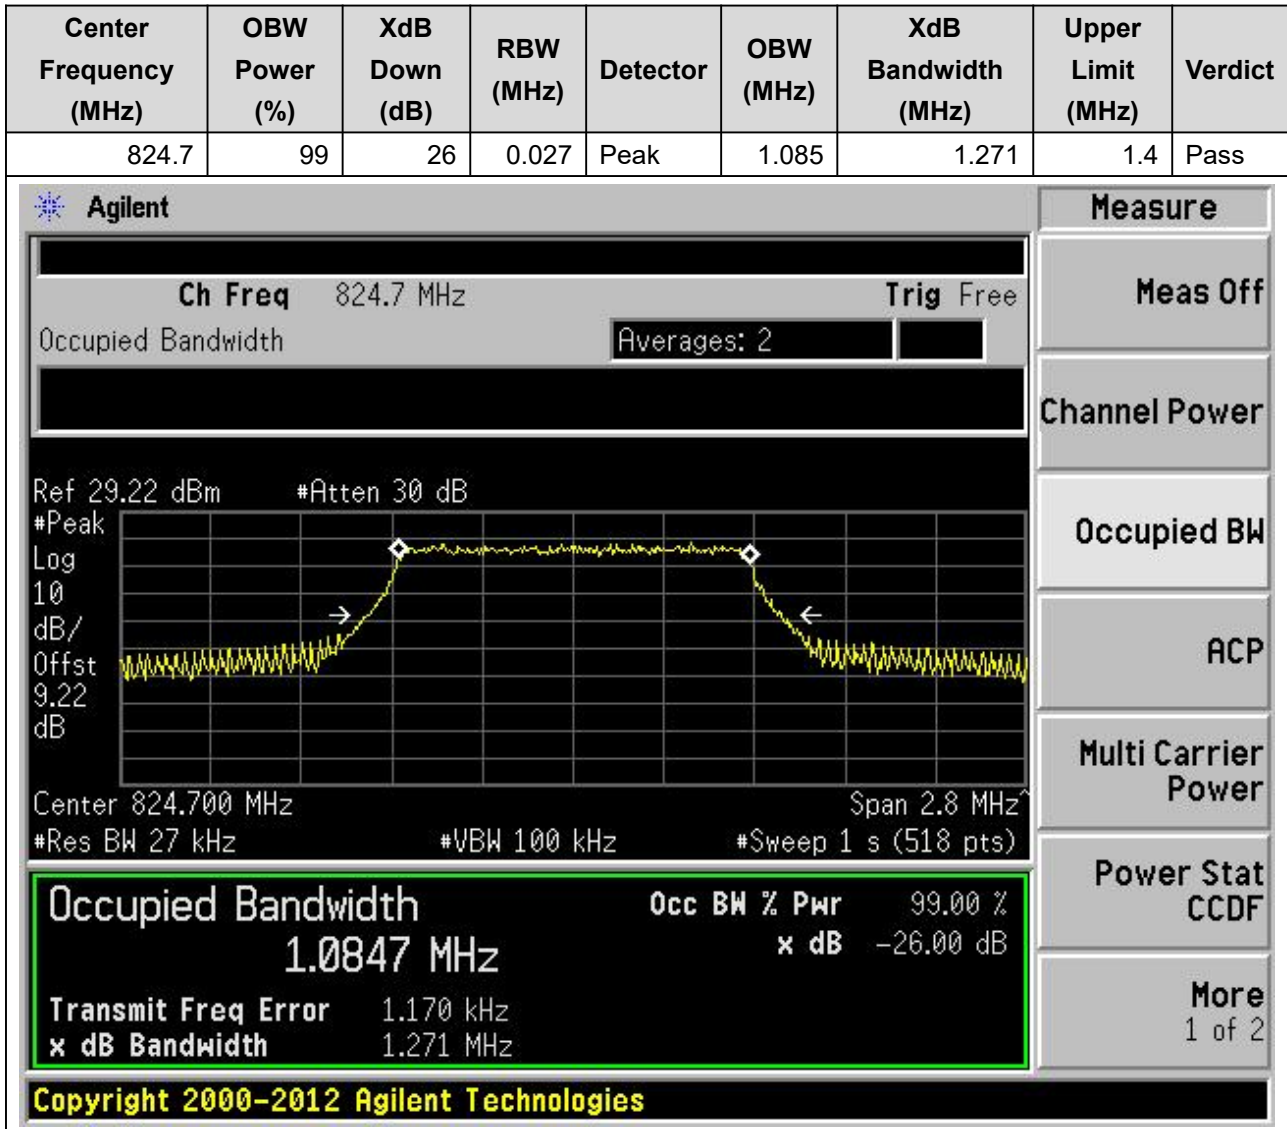 Center Frequency (MHz) OBW Power (%) XdB Down (dB) RBW (MHz) Detector OBW (MHz) XdB Bandwidth (MHz) Upper Limit (MHz) Verdict
824.7 99 26 0.027 Peak 1.085 1.271 1.4 Pass
Agilent
Measure
Ch Freq 824.7 MHz Trig Free
Meas Off
Occupied Bandwidth Averages: 2
Channel Power
Ref 29.22 dBm #Atten 30 dB
#Peak
Log
10
dB/
Offst
9.22
dB
Occupied BW
ACP
Multi Carrier
Power
Center 824.700 MHz Span 2.8 MHz^
#Res BW 27 kHz #VBW 100 kHz #Sweep 1 s (518 pts)
Power Stat
CCDF
Occupied Bandwidth Occ BW % Pwr 99.00 %
1.0847 MHz x dB -26.00 dB
Transmit Freq Error 1.170 kHz
x dB Bandwidth 1.271 MHz
More
1 of 2
Copyright 2000-2012 Agilent Technologies